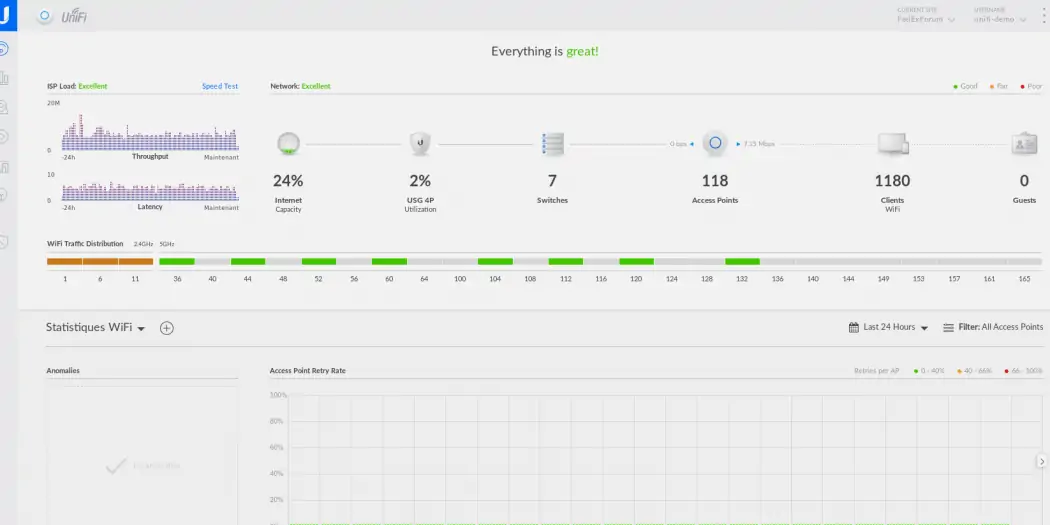 UniFi
CURRENT SITE
USERNAME
unifi-demo
Everything is great!
ISP Load: Excellent
Speed Test
Network: Excellent
Good
Fair
Poor
20M
0
-24h
Throughput
Maintenant
10
0
-24h
Latency
Maintenant
0 bps
7.15 Mbps
24%
2%
7
118
1180
0
Internet
USG 4P
Switches
Access Points
Clients
Guests
Capacity
Utilization
WiFi
WiFi Traffic Distribution
2.4GHz
5GHz
1 6 11 36 40 44 48 52 56 60 64 100 104 108 112 116 120 124 128 132 136 140 144 149 153 157 161 165
Statistiques WiFi
Last 24 Hours
Filter: All Access Points
Anomalies
Access Point Retry Rate
Retries per AP
0 - 40%
40 - 66%
66 - 100%
100%
80%
60%
40%
20%